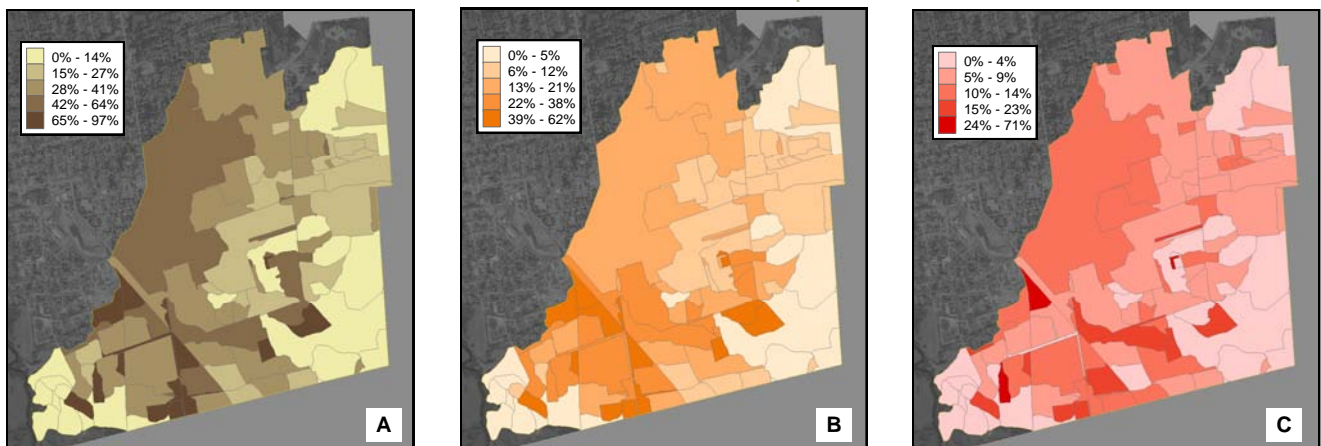 0% - 14%
15% - 27%
28% - 41%
42% - 64%
65% - 97%
A
0% - 5%
6% - 12%
13% - 21%
22% - 38%
39% - 62%
B
0% - 4%
5% - 9%
10% - 14%
15% - 23%
24% - 71%
C